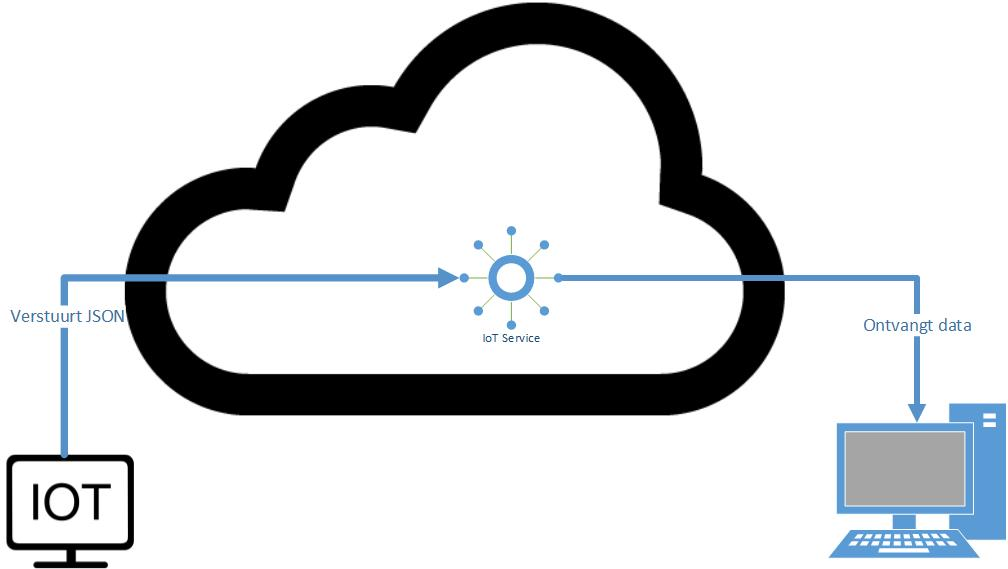 Verstuurt JSON
IoT Service
Ontvangt data
IOT